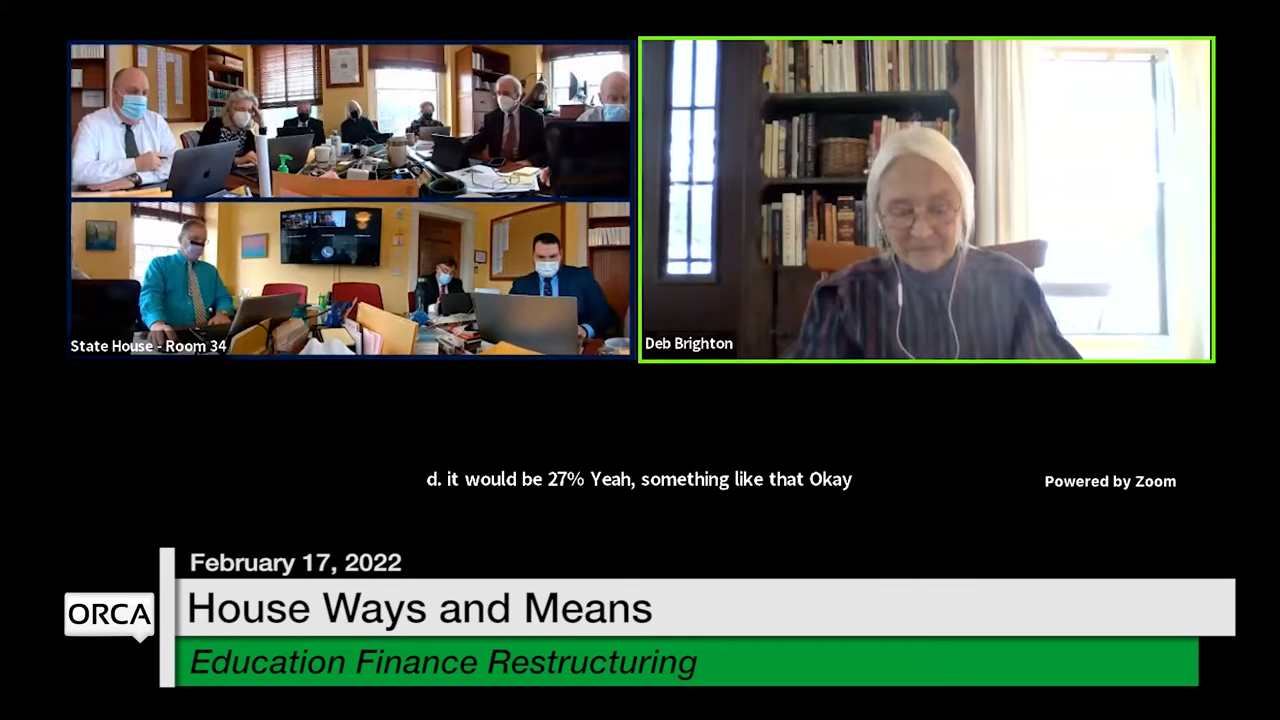 State House - Room 34
Deb Brighton
d. it would be 27% Yeah, something like that Okay
Powered by Zoom
February 17, 2022
ORCA
House Ways and Means
Education Finance Restructuring